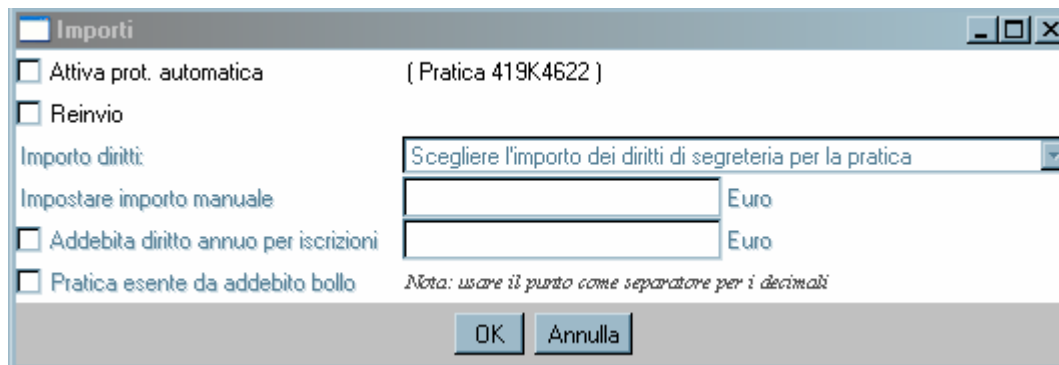 Importi
Attiva prot. automatica ( Pratica 419K4622 )
Reinvio
Importo diritti: Scegliere l'importo dei diritti di segreteria per la pratica
Impostare importo manuale Euro
Addebita diritto annuo per iscrizioni Euro
Pratica esente da addebito bollo Nota: usare il punto come separatore per i decimali
OK Annulla